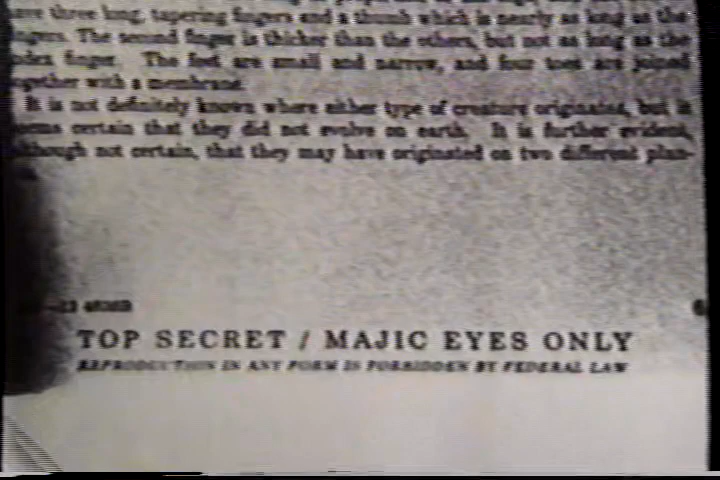 three long, tapering fingers and a thumb which is nearly as long as the
The second finger is thicker than the others, but not as long as the
finger. The feet are small and narrow, and four toes are joined
together with a membrane.
It is not definitely known where either type of creature originated, but it
seems certain that they did not evolve on earth. It is further evident,
although not certain, that they may have originated on two different plan-
TOP SECRET / MAJIC EYES ONLY
REPRODUCTION IN ANY FORM IS FORBIDDEN BY FEDERAL LAW